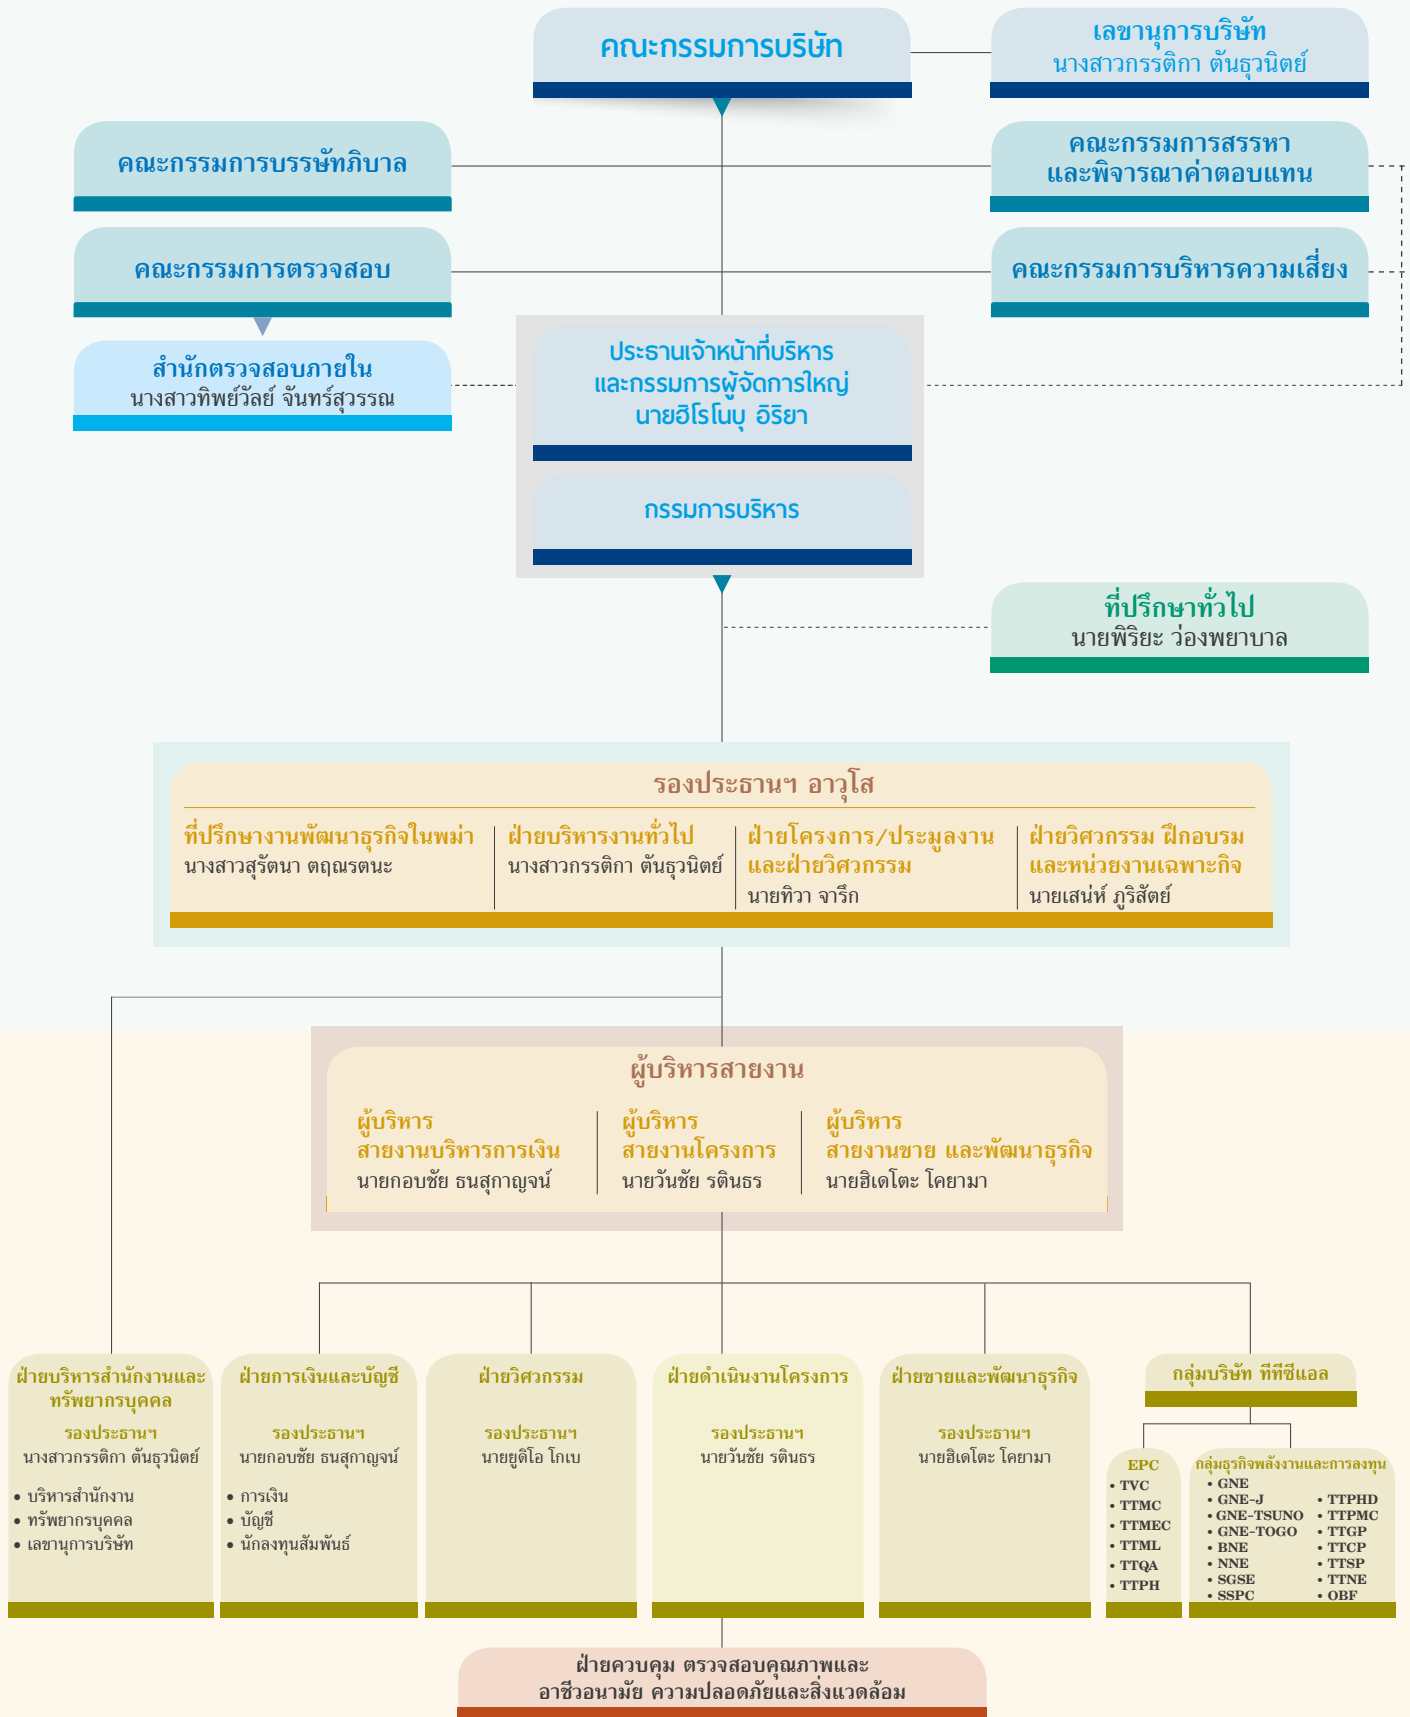 คณะกรรมการบริษัท
เลขานุการบริษัท
นางสาวกรรติกา ตันธุวนิตย์
คณะกรรมการบรรษัทภิบาล
คณะกรรมการสรรหา
และพิจารณาค่าตอบแทน
คณะกรรมการตรวจสอบ
คณะกรรมการบริหารความเสี่ยง
สำนักตรวจสอบภายใน
นางสาวทิพย์วัลย์ จันทร์สุวรรณ
ประธานเจ้าหน้าที่บริหาร
และกรรมการผู้จัดการใหญ่
นายฮิโรโนบุ อิริยา
กรรมการบริหาร
ที่ปรึกษาทั่วไป
นายพิริยะ ว่องพยาบาล
รองประธานฯ อาวุโส
ที่ปรึกษางานพัฒนาธุรกิจในพม่า
นางสาวสุรัตนา ตฤณรตนะ
ฝ่ายบริหารงานทั่วไป
นางสาวกรรติกา ตันธุวนิตย์
ฝ่ายโครงการ/ประมูลงาน
และฝ่ายวิศวกรรม
นายทิวา จารึก
ฝ่ายวิศวกรรม ฝึกอบรม
และหน่วยงานเฉพาะกิจ
นายเสน่ห์ ภูริสัตย์
ผู้บริหารสายงาน
ผู้บริหาร
สายงานบริหารการเงิน
นายกอบชัย ธนสุกาญจน์
ผู้บริหาร
สายงานโครงการ
นายวันชัย รตินธร
ผู้บริหาร
สายงานขาย และพัฒนาธุรกิจ
นายฮิเดโตะ โคยามา
ฝ่ายบริหารสำนักงานและ
ทรัพยากรบุคคล
รองประธานฯ
นางสาวกรรติกา ตันธุวนิตย์
• บริหารสำนักงาน
• ทรัพยากรบุคคล
• เลขานุการบริษัท
ฝ่ายการเงินและบัญชี
รองประธานฯ
นายกอบชัย ธนสุกาญจน์
• การเงิน
• บัญชี
• นักลงทุนสัมพันธ์
ฝ่ายวิศวกรรม
รองประธานฯ
นายยูดิโอ โกเบ
ฝ่ายดำเนินงานโครงการ
รองประธานฯ
นายวันชัย รตินธร
ฝ่ายขายและพัฒนาธุรกิจ
รองประธานฯ
นายฮิเดโตะ โคยามา
กลุ่มบริษัท ทีทีซีแอล
EPC
• TVC
• TTMC
• TTMEC
• TTML
• TTQA
• TTPH
กลุ่มธุรกิจพลังงานและการลงทุน
• GNE
• GNE-J
• GNE-TSUNO
• GNE-TOGO
• BNE
• NNE
• SGSE
• SSPC
• TTPHD
• TTPMC
• TTGP
• TTCP
• TTSP
• TTNE
• OBF
ฝ่ายควบคุม ตรวจสอบคุณภาพและ
อาชีวอนามัย ความปลอดภัยและสิ่งแวดล้อม